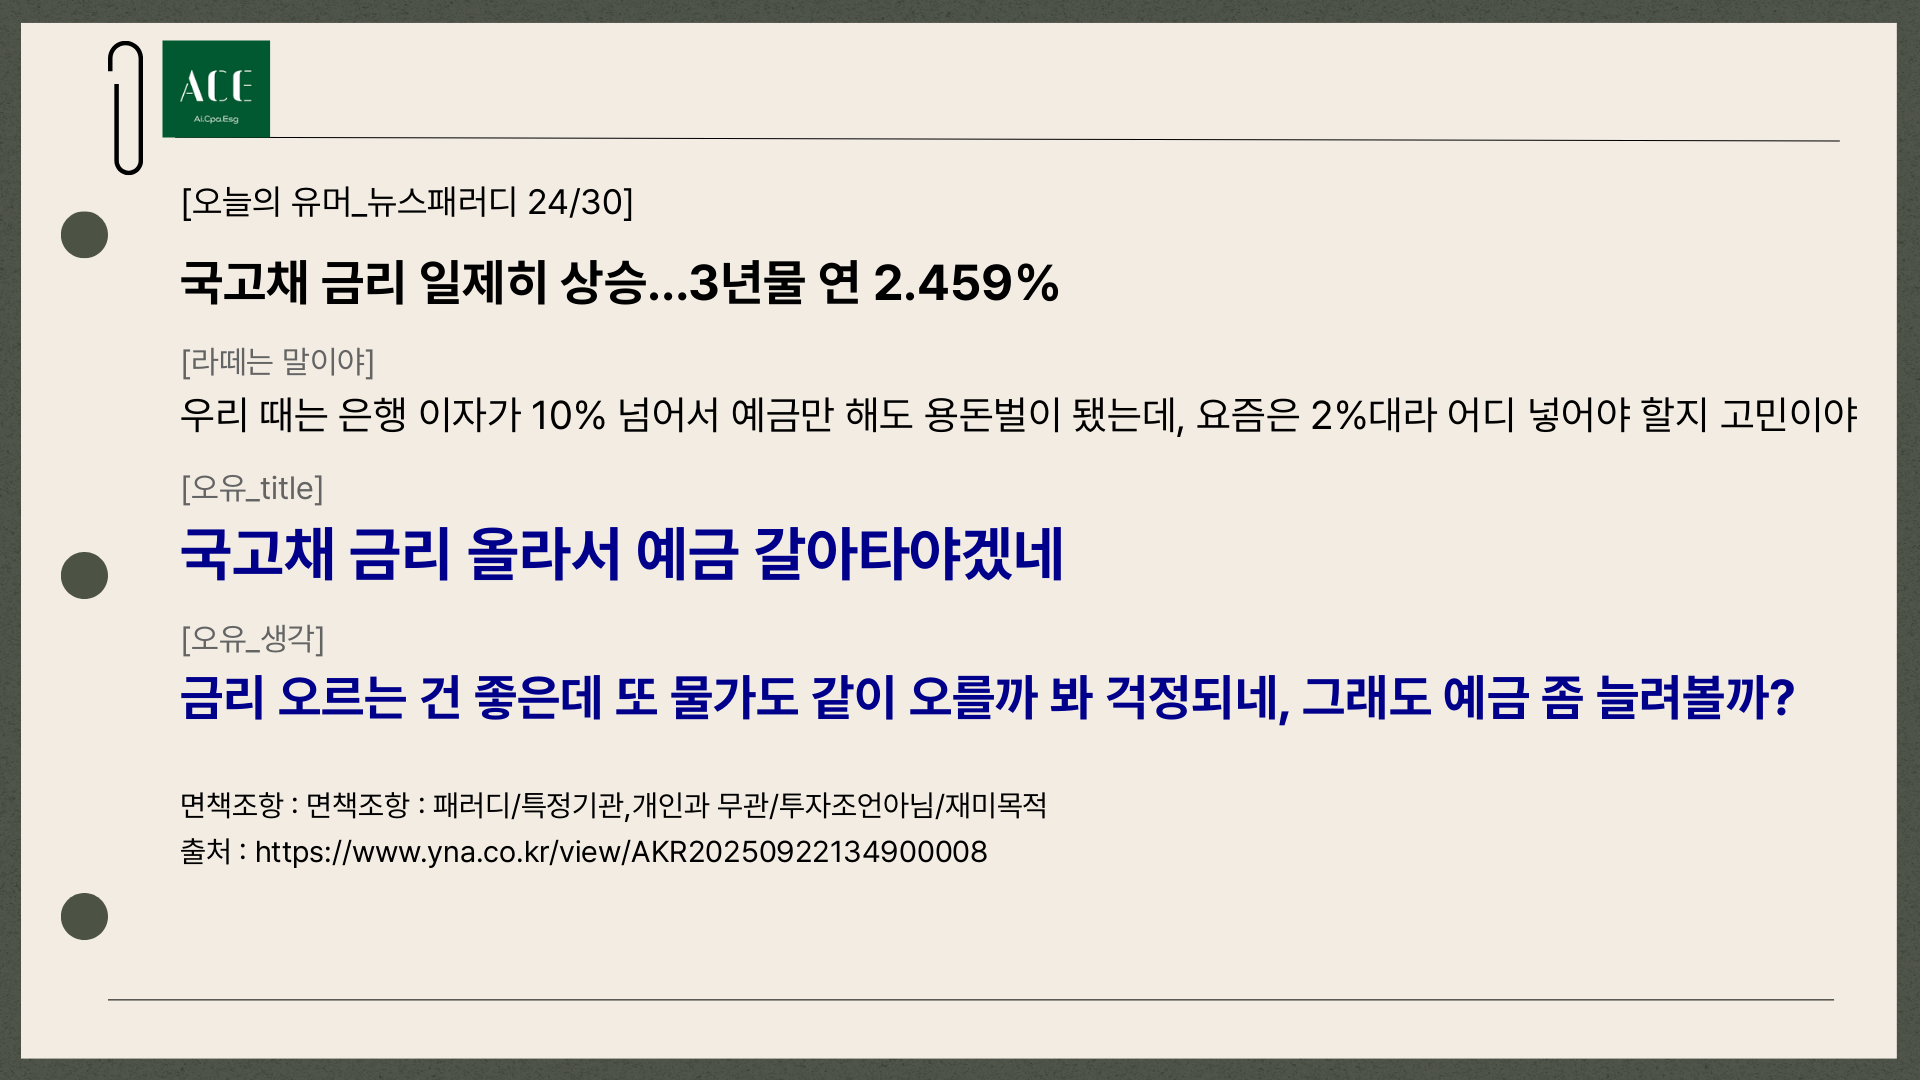 ACE
Ai.Cpa.Esg
[오늘의 유머_뉴스패러디 24/30]
국고채 금리 일제히 상승...3년물 연 2.459%
[라떼는 말이야]
우리 때는 은행 이자가 10% 넘어서 예금만 해도 용돈벌이 됐는데, 요즘은 2%대라 어디 넣어야 할지 고민이야
[오유_title]
국고채 금리 올라서 예금 갈아타야겠네
[오유_생각]
금리 오르는 건 좋은데 또 물가도 같이 오를까 봐 걱정되네, 그래도 예금 좀 늘려볼까?
면책조항 : 면책조항 : 패러디/특정기관,개인과 무관/투자조언아님/재미목적
출처 : https://www.yna.co.kr/view/AKR20250922134900008